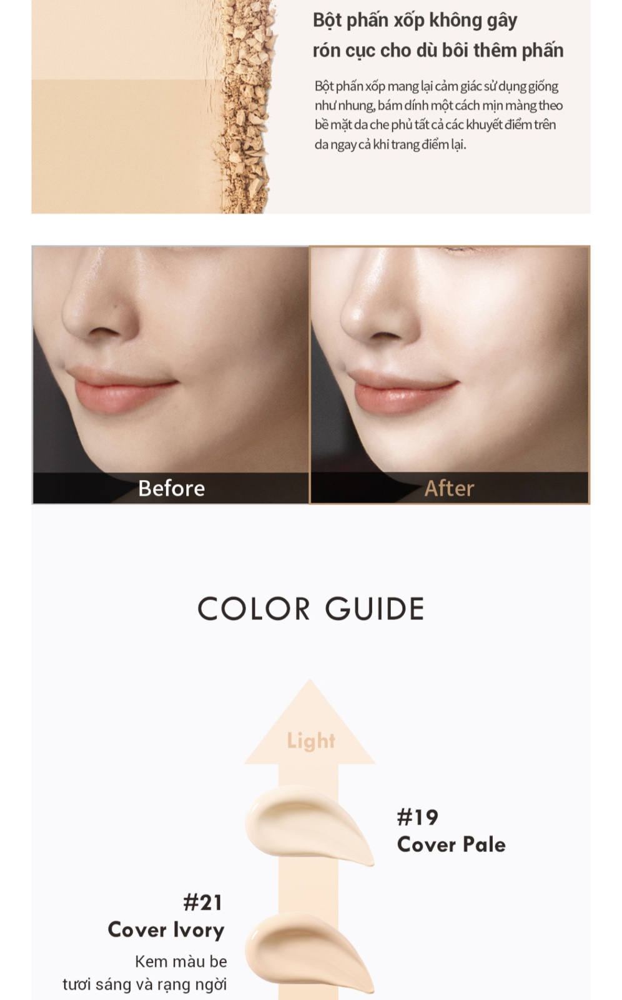 Bột phấn xốp không gây
rón cục cho dù bôi thêm phấn
Bột phấn xốp mang lại cảm giác sử dụng giống
như nhung, bám dính một cách mịn màng theo
bề mặt da che phủ tất cả các khuyết điểm trên
da ngay cả khi trang điểm lại.
Before
After
COLOR GUIDE
Light
#19
Cover Pale
#21
Cover Ivory
Kem màu be
tươi sáng và rạng ngời